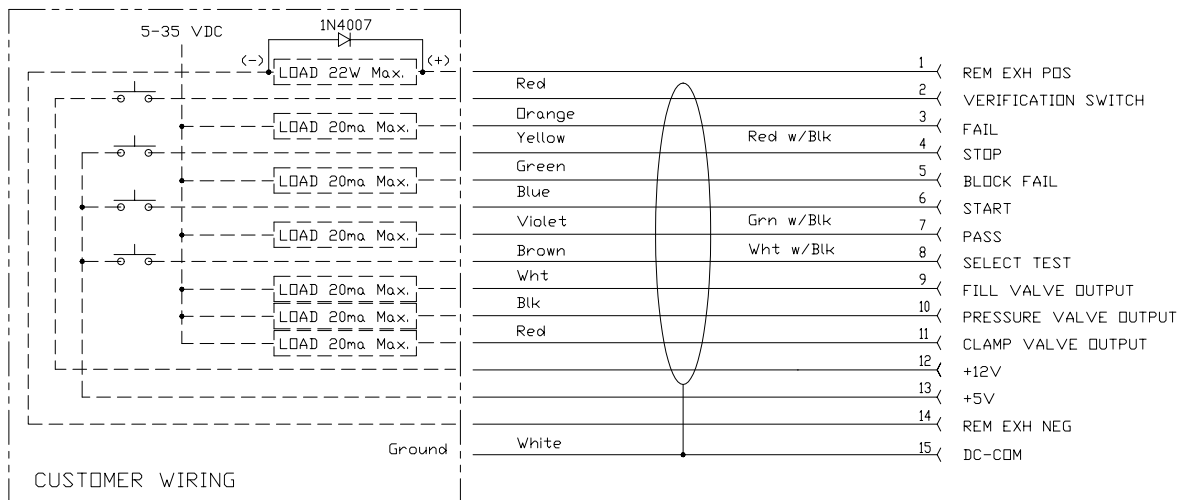 5-35 VDC
1N4007
(-) LOAD 22W Max. (+)
1 REM EXH POS
Red
2 VERIFICATION SWITCH
Orange
LOAD 20ma Max.
3 FAIL
Yellow
Red w/Blk
4 STOP
Green
LOAD 20ma Max.
5 BLOCK FAIL
Blue
6 START
Violet
Grn w/Blk
LOAD 20ma Max.
7 PASS
Brown
Wht w/Blk
8 SELECT TEST
Wht
LOAD 20ma Max.
9 FILL VALVE OUTPUT
Blk
LOAD 20ma Max.
10 PRESSURE VALVE OUTPUT
Red
LOAD 20ma Max.
11 CLAMP VALVE OUTPUT
12 +12V
13 +5V
14 REM EXH NEG
Ground
White
15 DC-COM
CUSTOMER WIRING